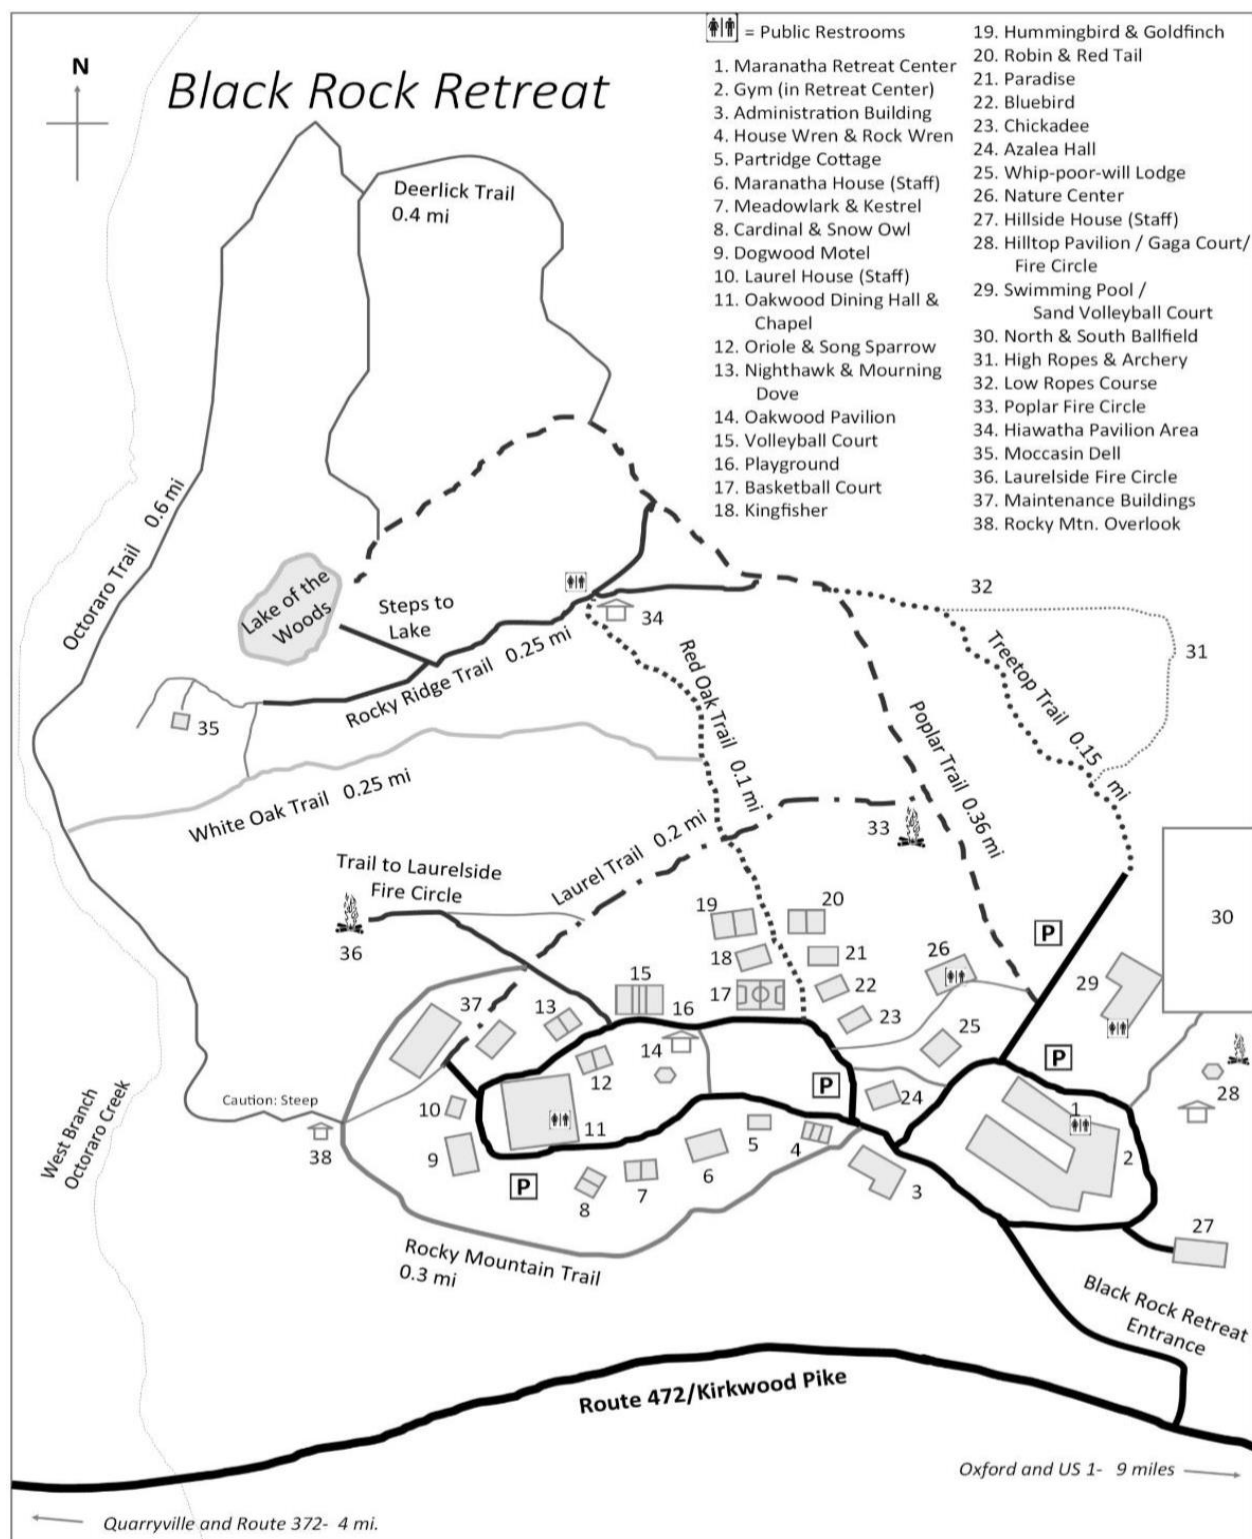 N
Black Rock Retreat
= Public Restrooms
1. Maranatha Retreat Center
2. Gym (in Retreat Center)
3. Administration Building
4. House Wren & Rock Wren
5. Partridge Cottage
6. Maranatha House (Staff)
7. Meadowlark & Kestrel
8. Cardinal & Snow Owl
9. Dogwood Motel
10. Laurel House (Staff)
11. Oakwood Dining Hall &
Chapel
12. Oriole & Song Sparrow
13. Nighthawk & Mourning
Dove
14. Oakwood Pavilion
15. Volleyball Court
16. Playground
17. Basketball Court
18. Kingfisher
19. Hummingbird & Goldfinch
20. Robin & Red Tail
21. Paradise
22. Bluebird
23. Chickadee
24. Azalea Hall
25. Whip-poor-will Lodge
26. Nature Center
27. Hillside House (Staff)
28. Hilltop Pavilion / Gaga Court/
Fire Circle
29. Swimming Pool /
Sand Volleyball Court
30. North & South Ballfield
31. High Ropes & Archery
32. Low Ropes Course
33. Poplar Fire Circle
34. Hiawatha Pavilion Area
35. Moccasin Dell
36. Laurelside Fire Circle
37. Maintenance Buildings
38. Rocky Mtn. Overlook
Deerlick Trail
0.4 mi
Octoraro Trail 0.6 mi
Lake of the
Woods
Steps to
Lake
34
32
31
Rocky Ridge Trail 0.25 mi
Red Oak Trail 0.1 mi
Poplar Trail 0.36 mi
Treetop Trail 0.15 mi
35
White Oak Trail 0.25 mi
33
Trail to Laurelside
Fire Circle
Laurel Trail 0.2 mi
36
19
20
30
P
18
21
26
29
15
17
22
37
13
16
23
25
14
12
P
P
24
28
Caution: Steep
10
11
1
38
9
5
4
2
P
8
7
6
3
27
West Branch
Octoraro Creek
Rocky Mountain Trail
0.3 mi
Black Rock Retreat
Entrance
Route 472/Kirkwood Pike
Oxford and US 1- 9 miles
Quarryville and Route 372- 4 mi.